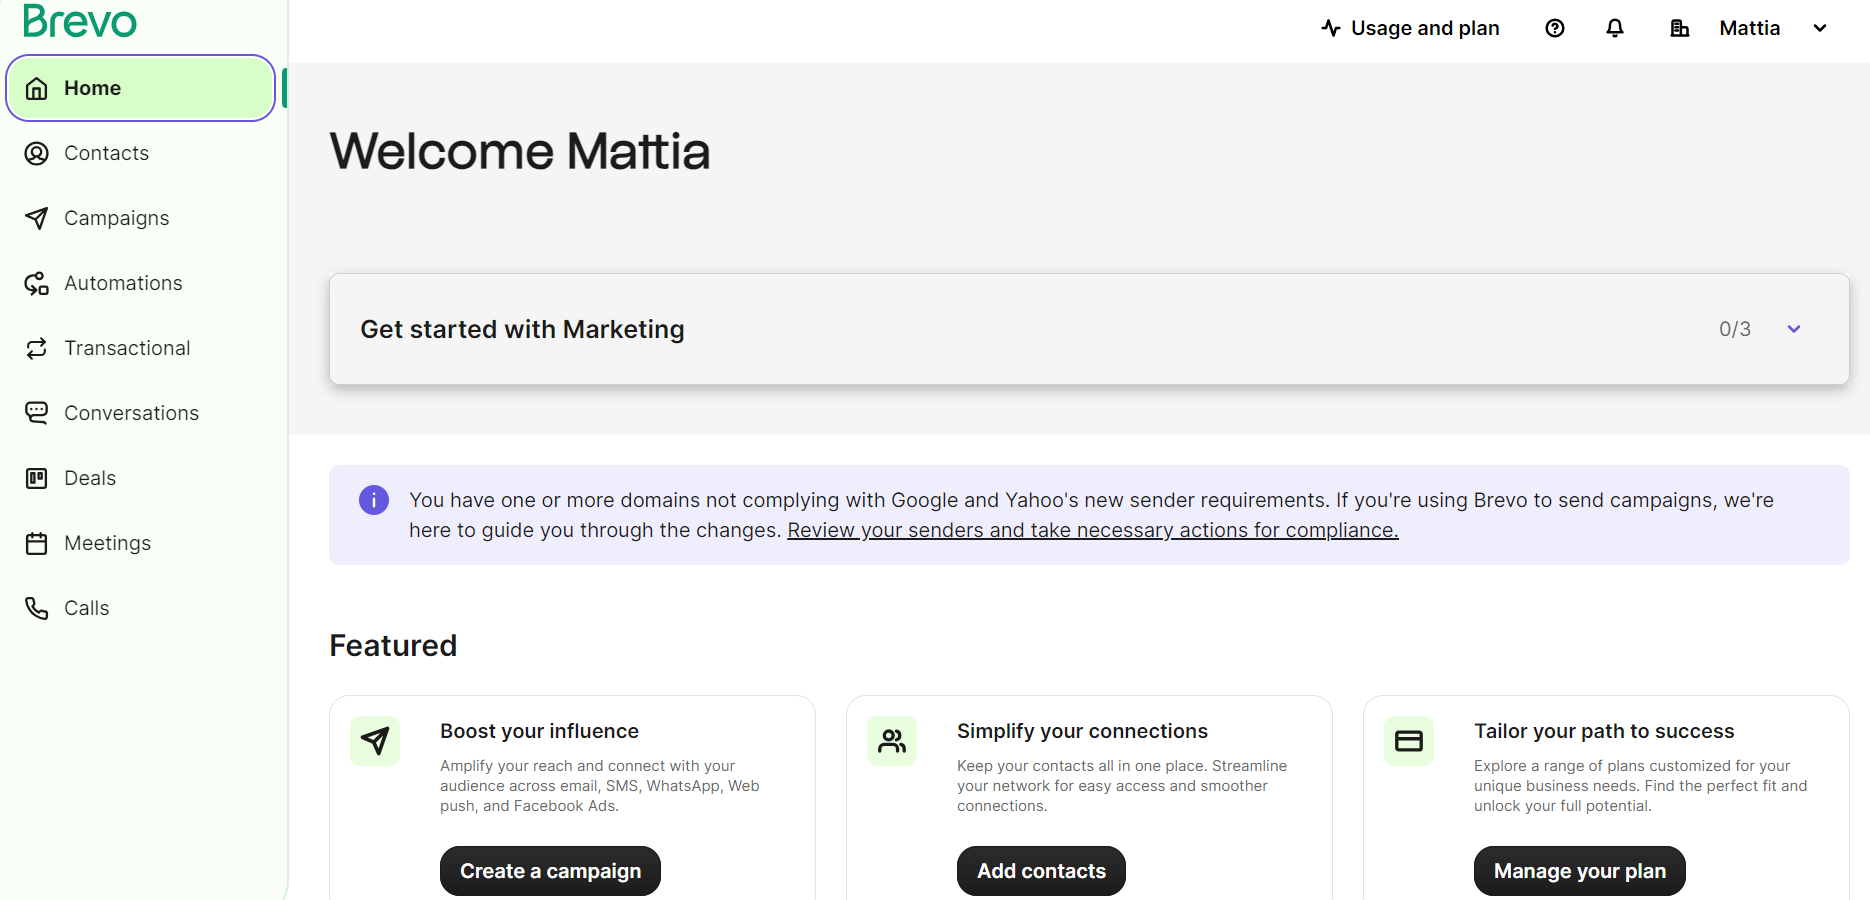 Brevo
Usage and plan
Mattia
Home
Contacts
Campaigns
Automations
Transactional
Conversations
Deals
Meetings
Calls
Welcome Mattia
Get started with Marketing
0/3
You have one or more domains not complying with Google and Yahoo's new sender requirements. If you're using Brevo to send campaigns, we're
here to guide you through the changes. Review your senders and take necessary actions for compliance.
Featured
Boost your influence
Amplify your reach and connect with your
audience across email, SMS, WhatsApp, Web
push, and Facebook Ads.
Create a campaign
Simplify your connections
Keep your contacts all in one place. Streamline
your network for easy access and smoother
connections.
Add contacts
Tailor your path to success
Explore a range of plans customized for your
unique business needs. Find the perfect fit and
unlock your full potential.
Manage your plan